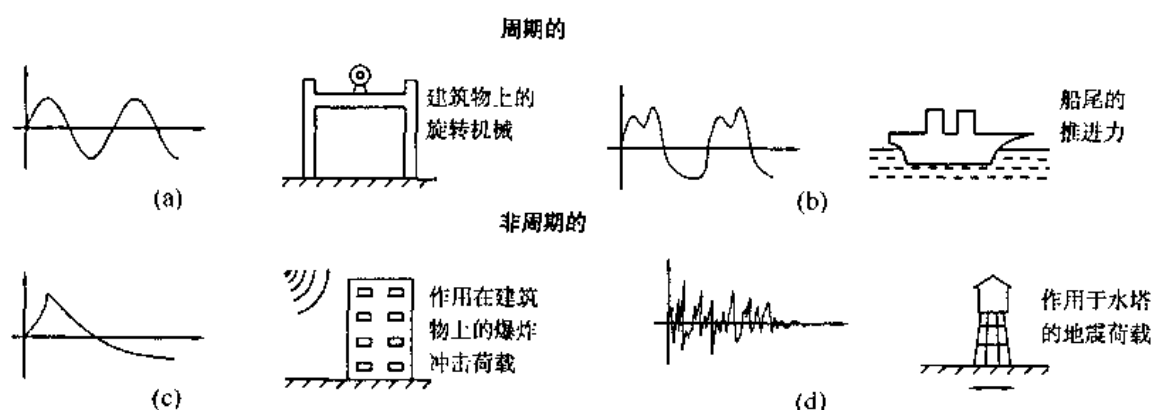 周期的
建筑物上的
旋转机械
(a)
船尾的
推进力
(b)
非周期的
作用在建筑
物上的爆炸
冲击荷载
(c)
作用于水塔
的地震荷载
(d)